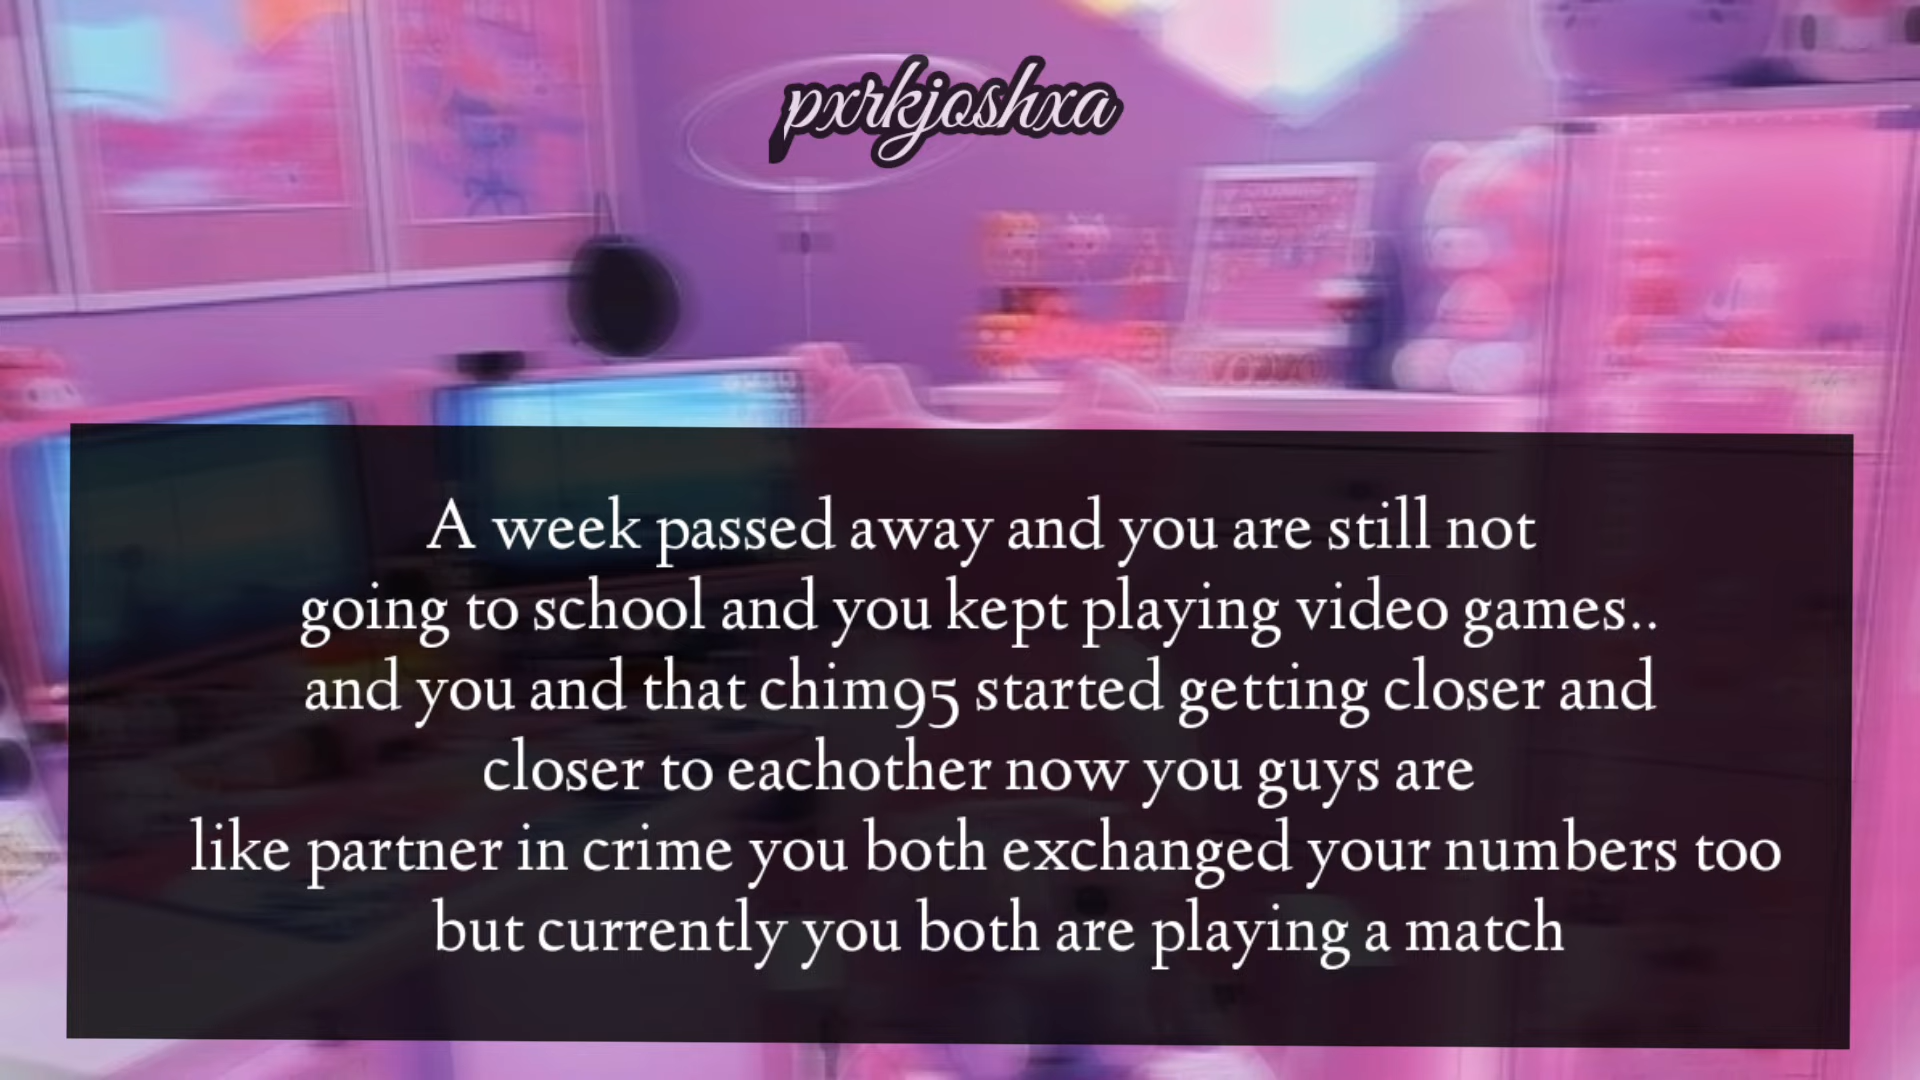 pxrkjoshxa
A week passed away and you are still not
going to school and you kept playing video games..
and you and that chim95 started getting closer and
closer to eachother now you guys are
like partner in crime you both exchanged your numbers too
but currently you both are playing a match